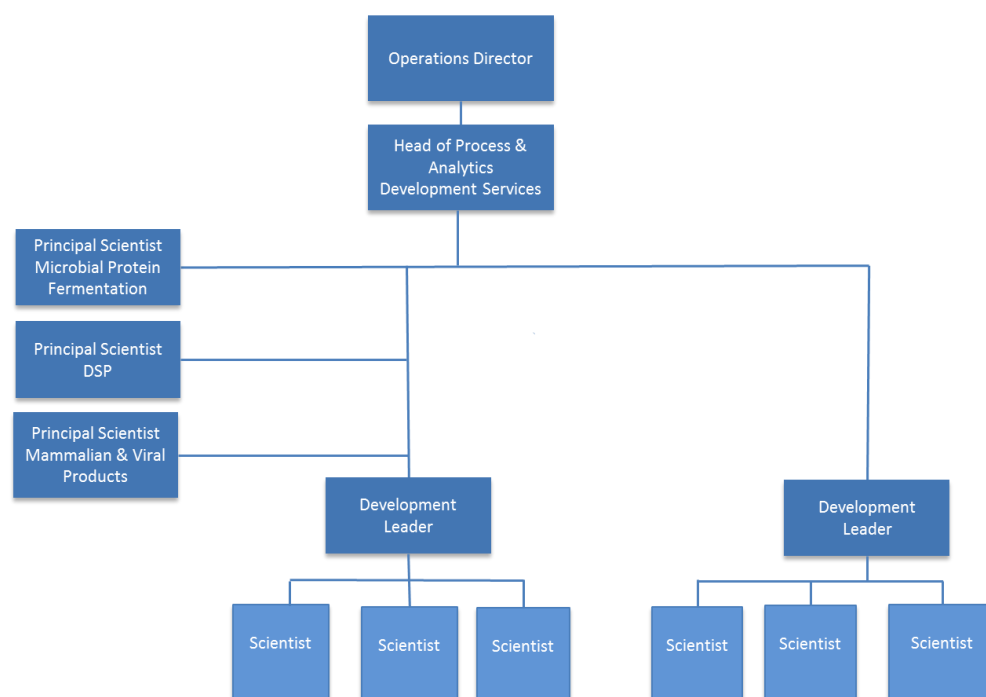 Operations Director
Head of Process &
Analytics
Development Services
Principal Scientist
Microbial Protein
Fermentation
Principal Scientist
DSP
Principal Scientist
Mammalian & Viral
Products
Development
Leader
Development
Leader
Scientist
Scientist
Scientist
Scientist
Scientist
Scientist